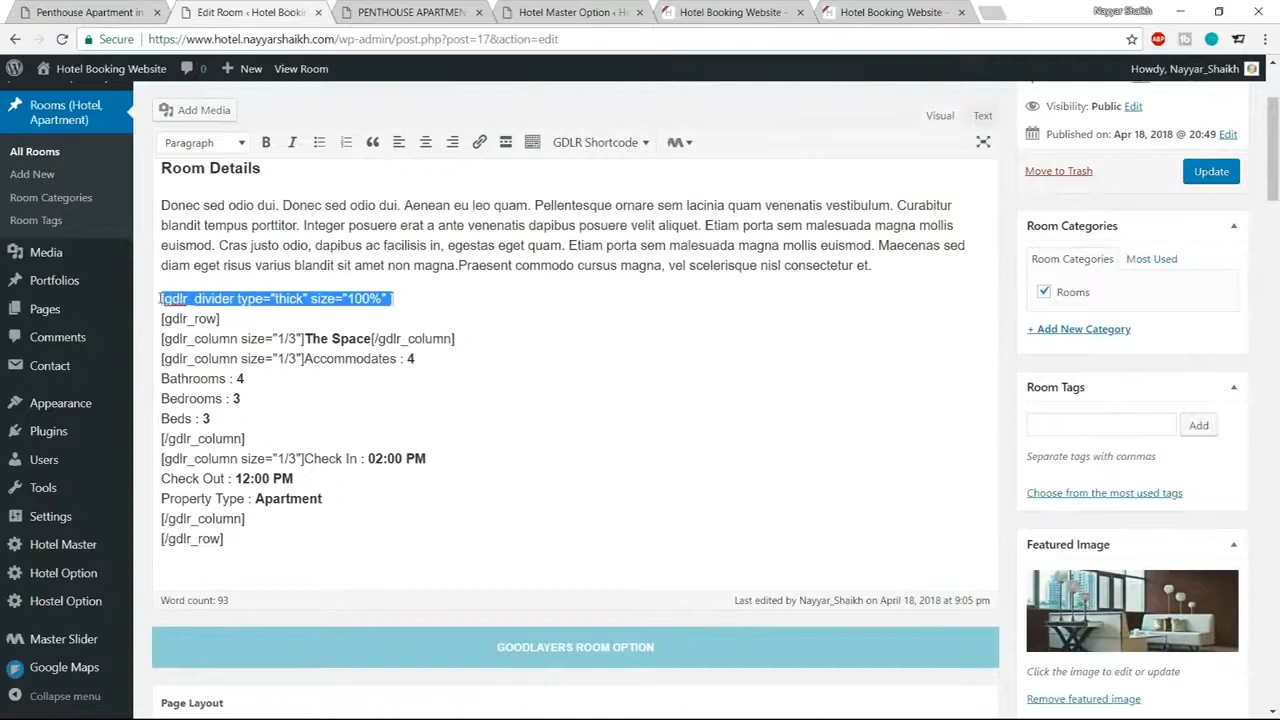 Penthouse Apartment in
Edit Room ‹ Hotel Bookin
PENTHOUSE APARTMEN
Hotel Master Option ‹ H
Hotel Booking Website –
Hotel Booking Website –
Nayyar Shaikh
Secure
https://www.hotel.nayyarshaikh.com/wp-admin/post.php?post=17&action=edit
Hotel Booking Website
0
New
View Room
Howdy, Nayyar_Shaikh
Rooms (Hotel,
Apartment)
All Rooms
Add New
Room Categories
Room Tags
Media
Portfolios
Pages
Comments
Contact
Appearance
Plugins
Users
Tools
Settings
Hotel Master
Hotel Option
Hostel Option
Master Slider
Google Maps
Collapse menu
Add Media
Visual
Text
Paragraph
GDLR Shortcode
Room Details
Donec sed odio dui. Donec sed odio dui. Aenean eu leo quam. Pellentesque ornare sem lacinia quam venenatis vestibulum. Curabitur
blandit tempus porttitor. Integer posuere erat a ante venenatis dapibus posuere velit aliquet. Etiam porta sem malesuada magna mollis
euismod. Cras justo odio, dapibus ac facilisis in, egestas eget quam. Etiam porta sem malesuada magna mollis euismod. Maecenas sed
diam eget risus varius blandit sit amet non magna.Praesent commodo cursus magna, vel scelerisque nisl consectetur et.
[gdlr_divider type="thick" size="100%" ]
[gdlr_row]
[gdlr_column size="1/3"]The Space[/gdlr_column]
[gdlr_column size="1/3"]Accommodates : 4
Bathrooms : 4
Bedrooms : 3
Beds : 3
[/gdlr_column]
[gdlr_column size="1/3"]Check In : 02:00 PM
Check Out : 12:00 PM
Property Type : Apartment
[/gdlr_column]
[/gdlr_row]
Word count: 93
Last edited by Nayyar_Shaikh on April 18, 2018 at 9:05 pm
GOODLAYERS ROOM OPTION
Page Layout
Visibility: Public Edit
Published on: Apr 18, 2018 @ 20:49 Edit
Move to Trash
Update
Room Categories
Room Categories
Most Used
Rooms
+ Add New Category
Room Tags
Add
Separate tags with commas
Choose from the most used tags
Featured Image
Click the image to edit or update
Remove featured image